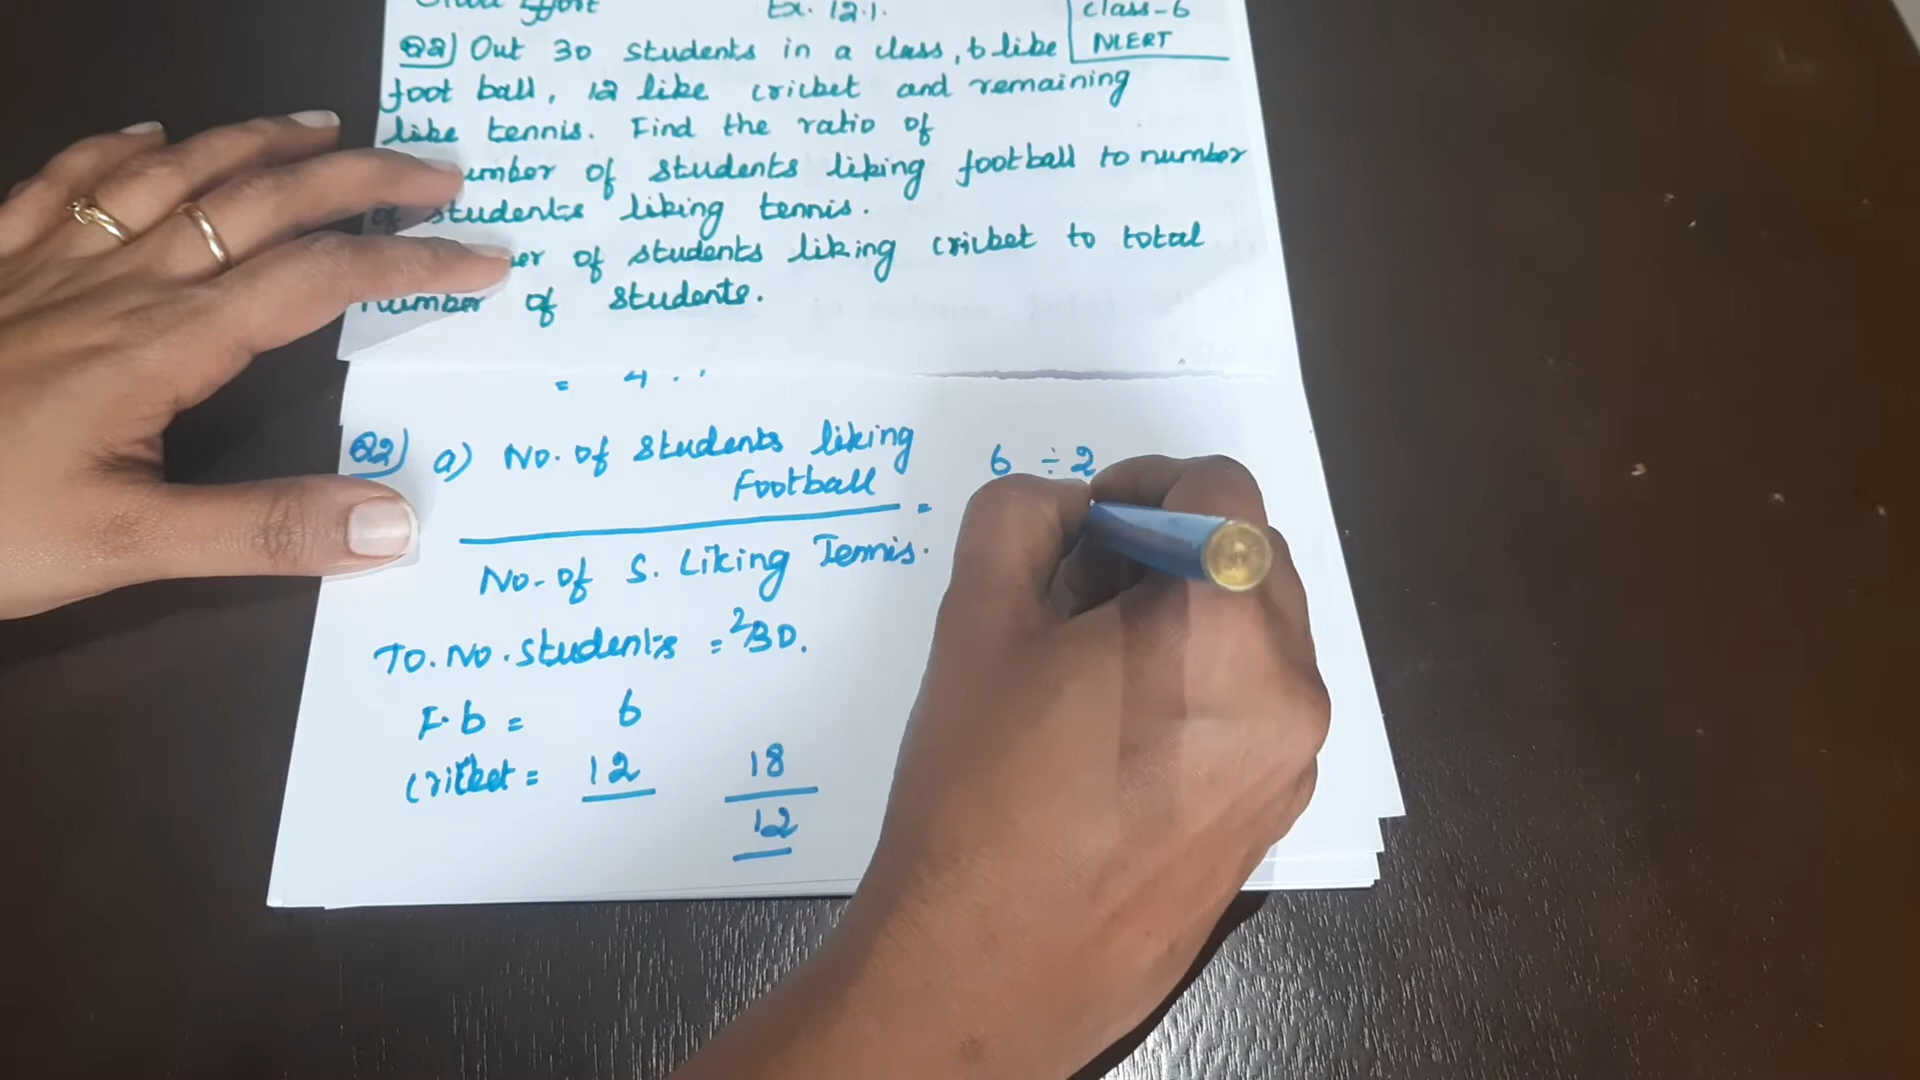 Ex. 12.1.
class-6
Q2) Out 30 students in a class, 6 like
NCERT
foot ball, 12 like cricket and remaining
like tennis. Find the ratio of
umber of students liking football to number
of students liking tennis.
er of students liking cricket to total
number of students.
= 4
Q2) a) No. of students liking
Football
=
No. of S. Liking Tennis.
6 ÷ 2
To. No. students = 30.
F.b = 6
cricket = 12
18
12